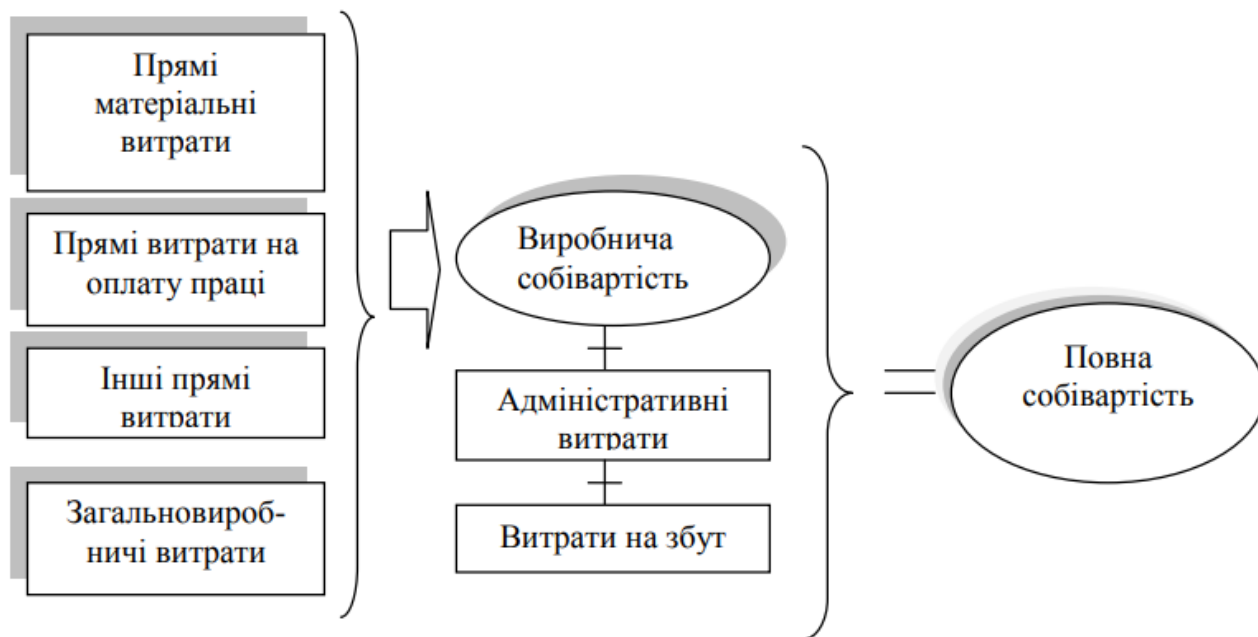 Прямі
матеріальні
витрати
Прямі витрати на
оплату праці
Інші прямі
витрати
Загальновироб-
ничі витрати
Виробнича
собівартість
Адміністративні
витрати
Витрати на збут
Повна
собівартість